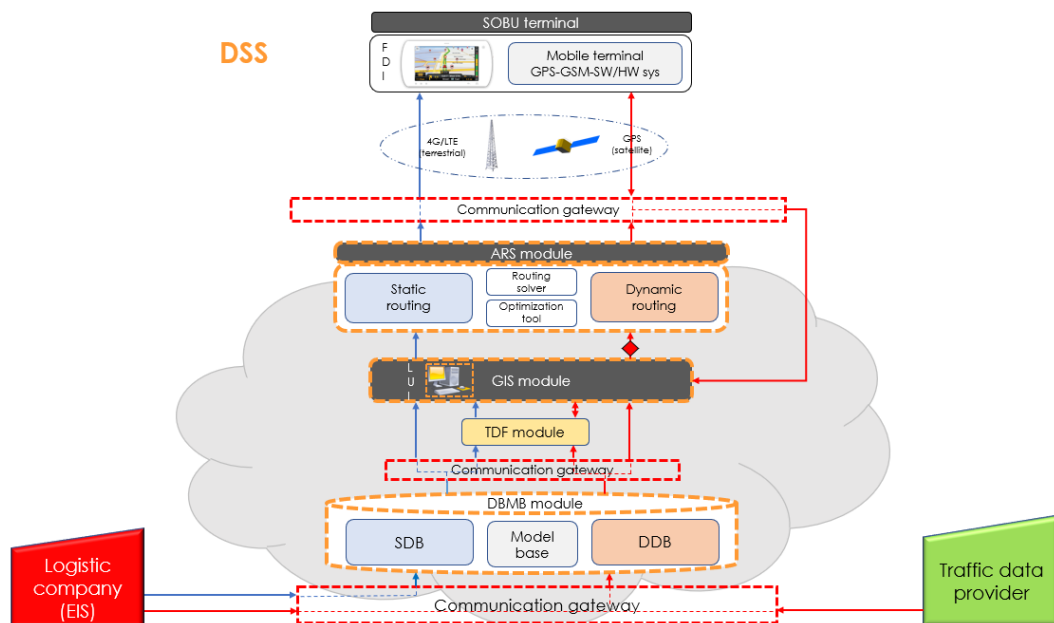 SOBU terminal
DSS
F
D
I
Mobile terminal
GPS-GSM-SW/HW sys
4G/LTE
(terrestrial)
GPS
(satellite)
Communication gateway
ARS module
Static
routing
Routing
solver
Optimization
tool
Dynamic
routing
L
U
I
GIS module
TDF module
Communication gateway
DBMB module
SDB
Model
base
DDB
Logistic
company
(EIS)
Traffic data
provider
Communication gateway